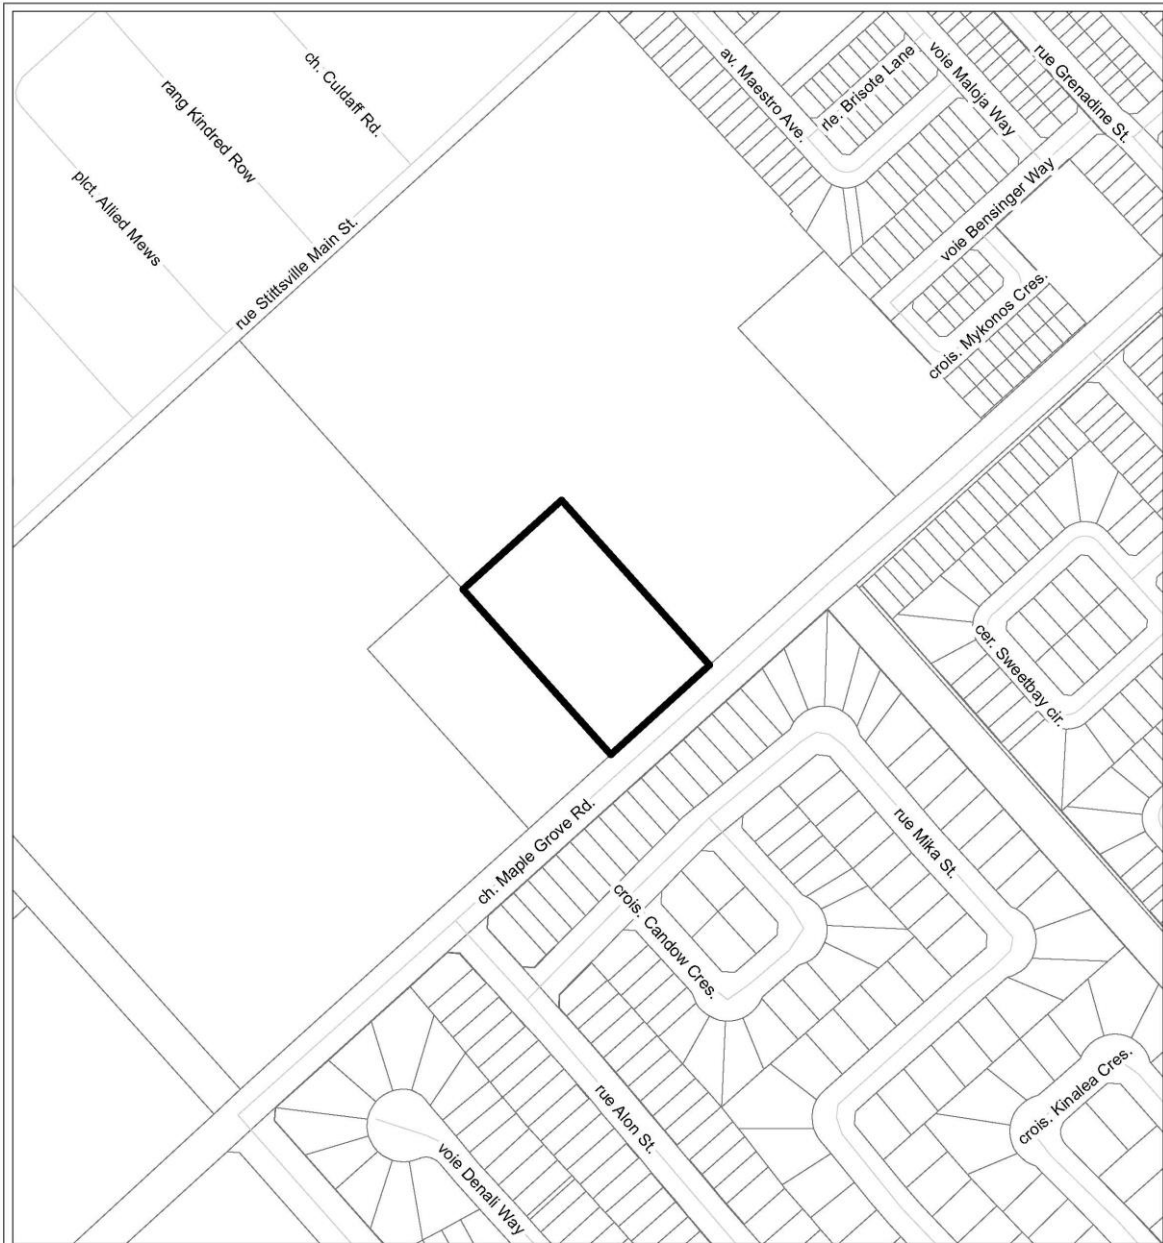 ch. Culdaff Rd.
rang Kindred Row
plct. Allied Mews
rue Stittsville Main St.
av. Maestro Ave.
rle. Brisote Lane
voie Maloja Way
rue Grenadine St.
voie Bensinger Way
crois. Mykonos Cres.
cer. Sweetbay cir.
rue Mika St.
ch. Maple Grove Rd.
crois. Candow Cres.
rue Alon St.
voie Denali Way
crois. Kinalea Cres.